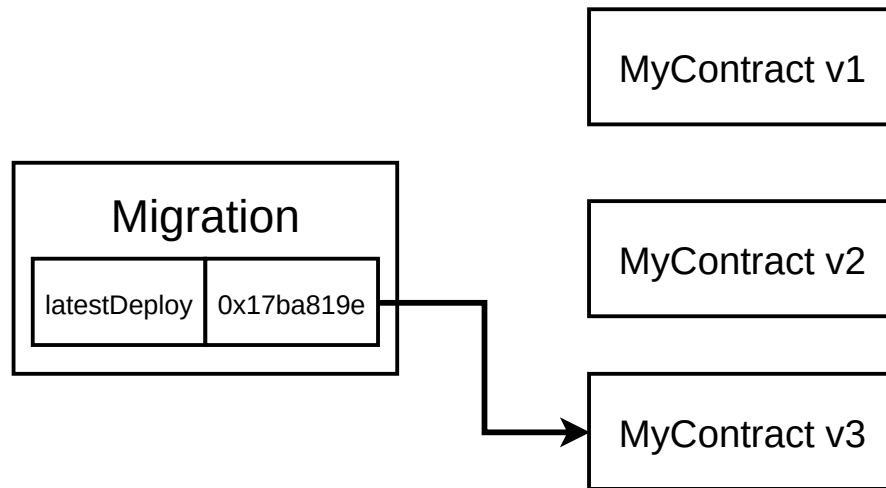 MyContract v1
Migration
MyContract v2
latestDeploy 0x17ba819e
MyContract v3